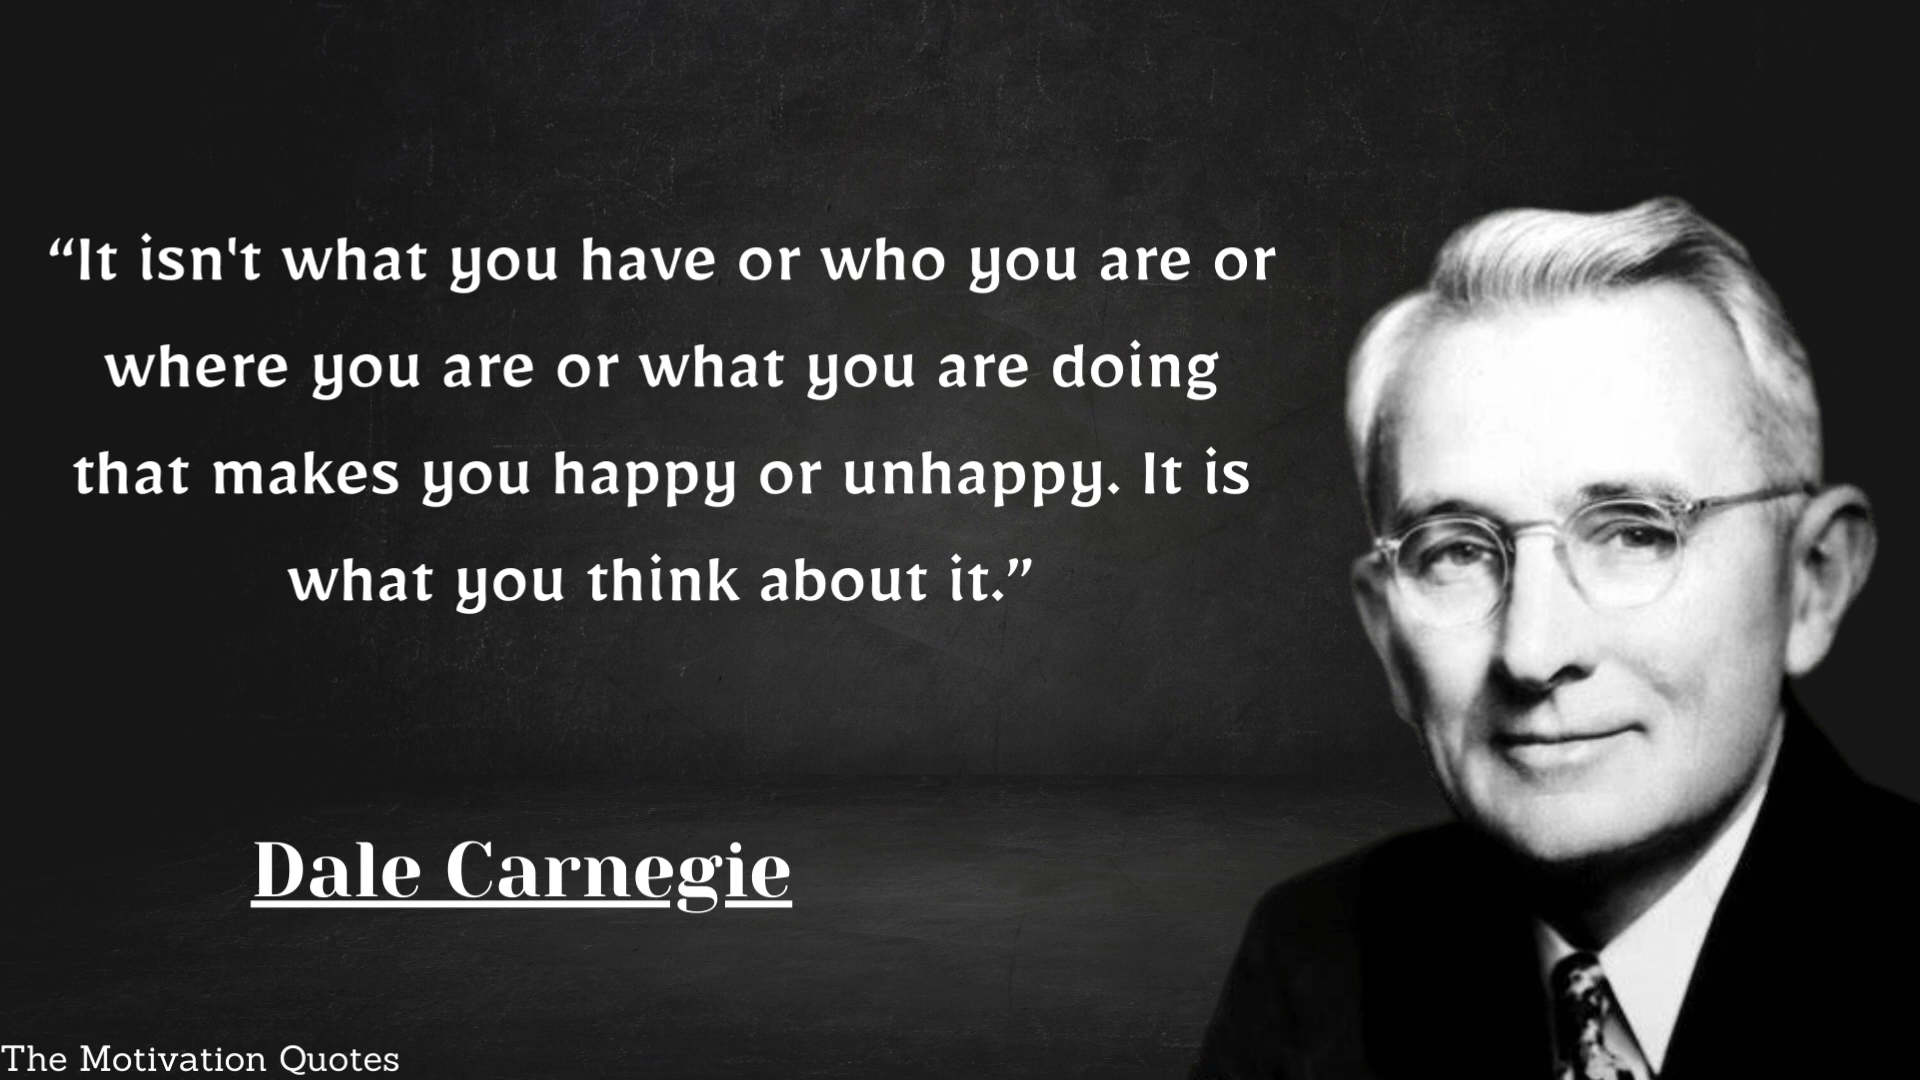 “It isn't what you have or who you are or
where you are or what you are doing
that makes you happy or unhappy. It is
what you think about it.”
Dale Carnegie
The Motivation Quotes